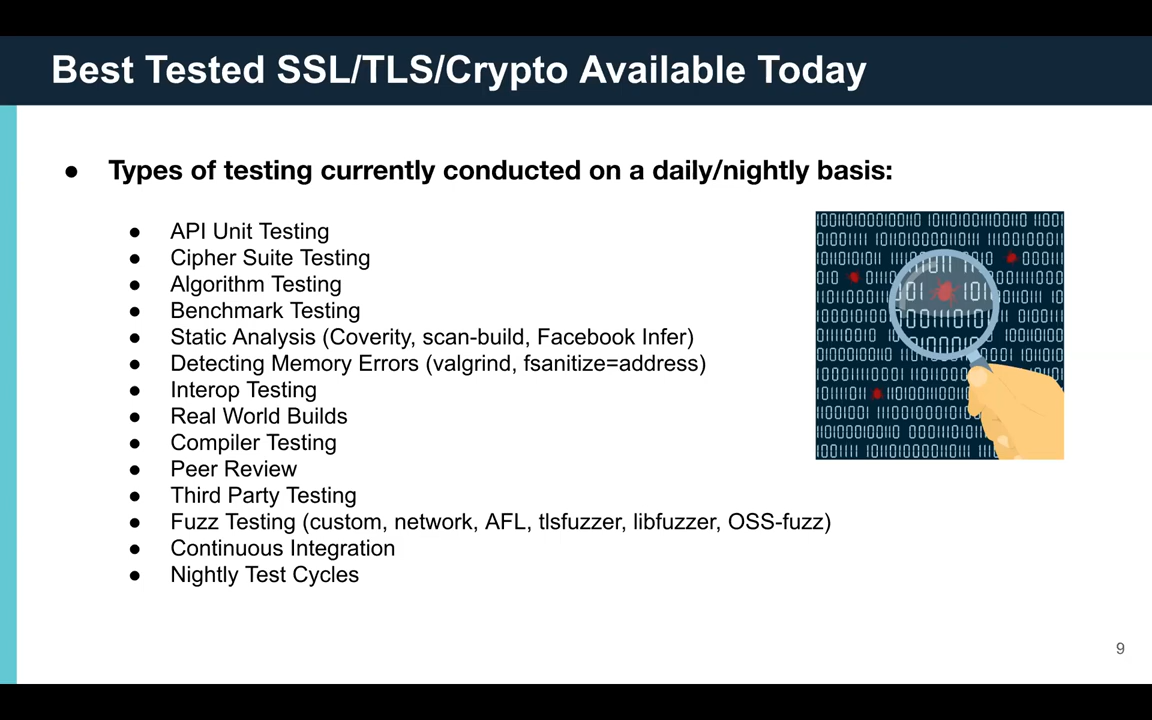 Best Tested SSL/TLS/Crypto Available Today
● Types of testing currently conducted on a daily/nightly basis:
● API Unit Testing
● Cipher Suite Testing
● Algorithm Testing
● Benchmark Testing
● Static Analysis (Coverity, scan-build, Facebook Infer)
● Detecting Memory Errors (valgrind, fsanitize=address)
● Interop Testing
● Real World Builds
● Compiler Testing
● Peer Review
● Third Party Testing
● Fuzz Testing (custom, network, AFL, tlsfuzzer, libfuzzer, OSS-fuzz)
● Continuous Integration
● Nightly Test Cycles
9